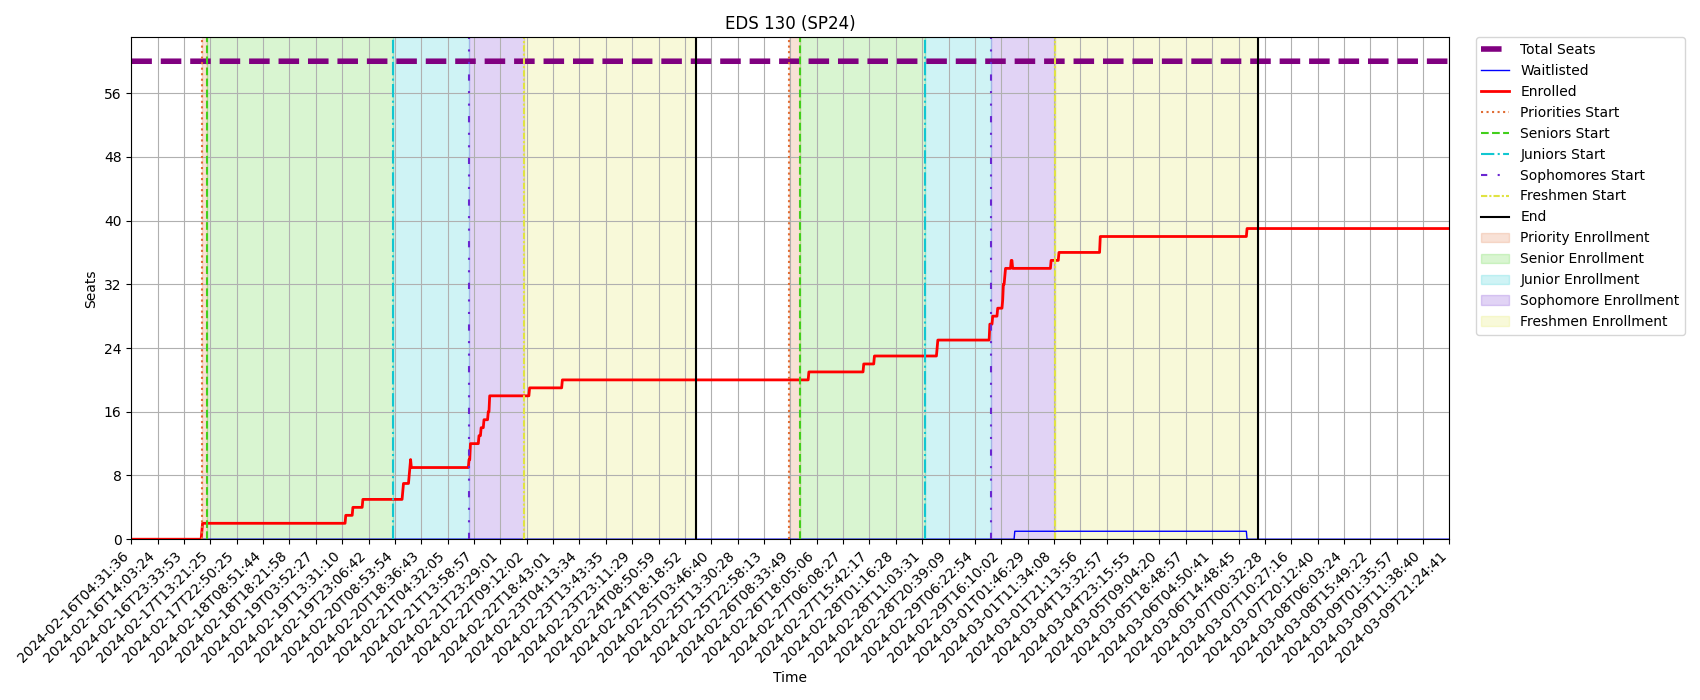 EDS 130 (SP24)
Total Seats
Waitlisted
Enrolled
Priorities Start
Seniors Start
Juniors Start
Sophomores Start
Freshmen Start
End
Priority Enrollment
Senior Enrollment
Junior Enrollment
Sophomore Enrollment
Freshmen Enrollment
Seats
56
48
40
32
24
16
8
0
2024-02-16T04:31:36
2024-02-16T14:03:24
2024-02-16T23:33:53
2024-02-17T13:21:25
2024-02-17T22:50:25
2024-02-18T08:51:44
2024-02-18T18:21:58
2024-02-19T03:52:27
2024-02-19T13:31:10
2024-02-19T23:06:42
2024-02-20T08:53:54
2024-02-20T18:36:43
2024-02-21T04:32:05
2024-02-21T13:58:57
2024-02-21T23:29:01
2024-02-22T09:12:02
2024-02-22T18:43:01
2024-02-23T04:13:34
2024-02-23T13:43:35
2024-02-23T23:11:29
2024-02-24T08:50:59
2024-02-24T18:18:52
2024-02-25T03:46:40
2024-02-25T13:30:28
2024-02-25T22:58:13
2024-02-26T08:33:49
2024-02-26T18:05:06
2024-02-27T06:08:27
2024-02-27T15:42:17
2024-02-28T01:16:28
2024-02-28T11:03:31
2024-02-28T20:39:09
2024-02-29T06:22:54
2024-02-29T16:10:02
2024-03-01T01:46:29
2024-03-01T11:34:08
2024-03-01T21:13:56
2024-03-04T18:32:57
2024-03-04T23:15:55
2024-03-05T09:04:20
2024-03-05T18:48:57
2024-03-06T04:50:41
2024-03-06T14:48:45
2024-03-07T00:32:28
2024-03-07T10:27:16
2024-03-07T20:12:40
2024-03-08T06:03:24
2024-03-08T15:49:22
2024-03-09T01:35:57
2024-03-09T11:38:40
2024-03-09T21:24:41
Time